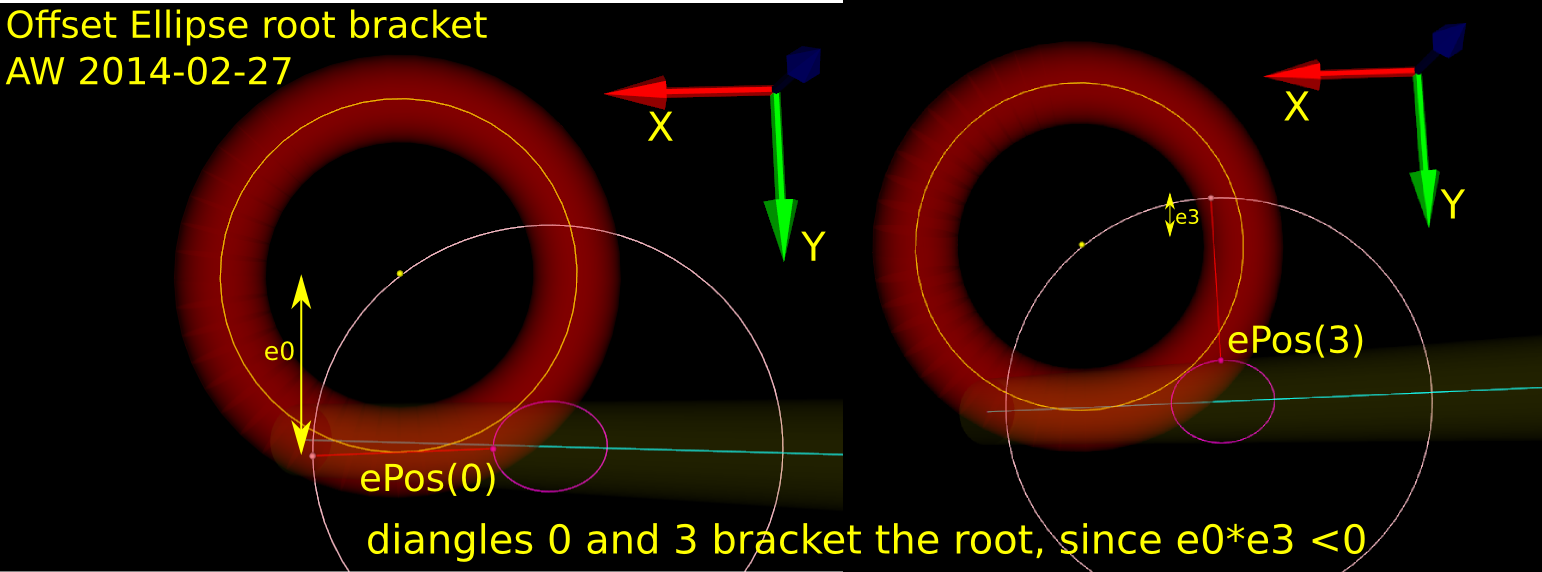 Offset Ellipse root bracket
AW 2014-02-27
X
Y
e0
ePos(0)
X
Y
e3
ePos(3)
diangles 0 and 3 bracket the root, since e0*e3 <0